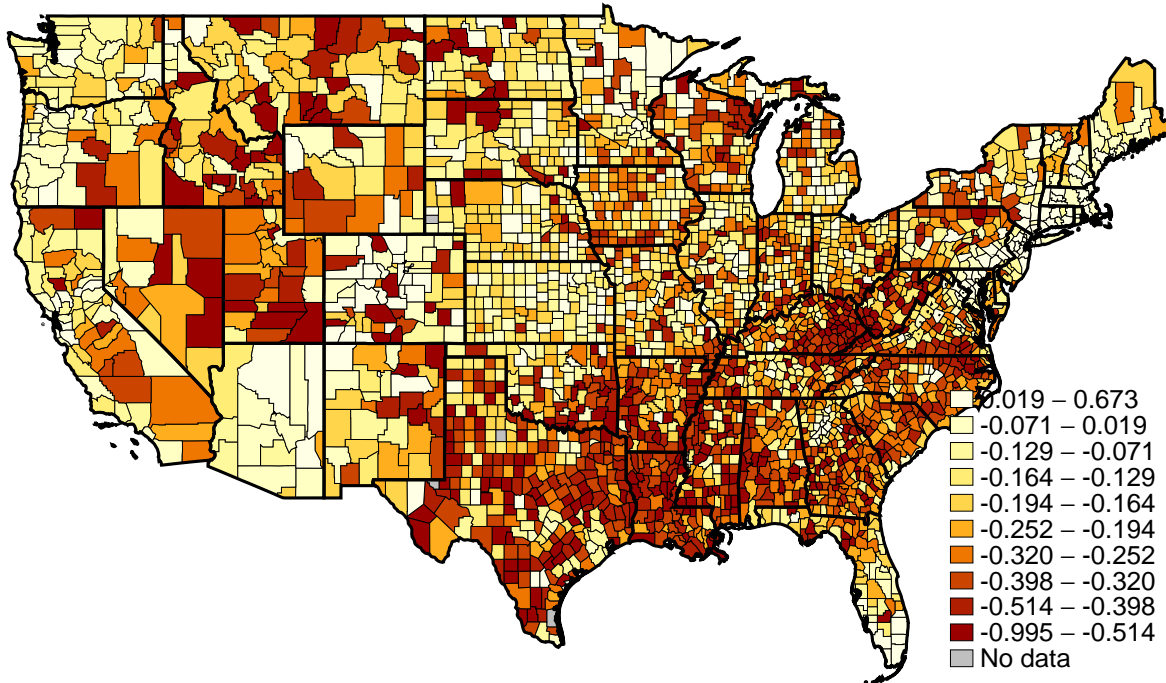 0.019 – 0.673
-0.071 – 0.019
-0.129 – -0.071
-0.164 – -0.129
-0.194 – -0.164
-0.252 – -0.194
-0.320 – -0.252
-0.398 – -0.320
-0.514 – -0.398
-0.995 – -0.514
No data